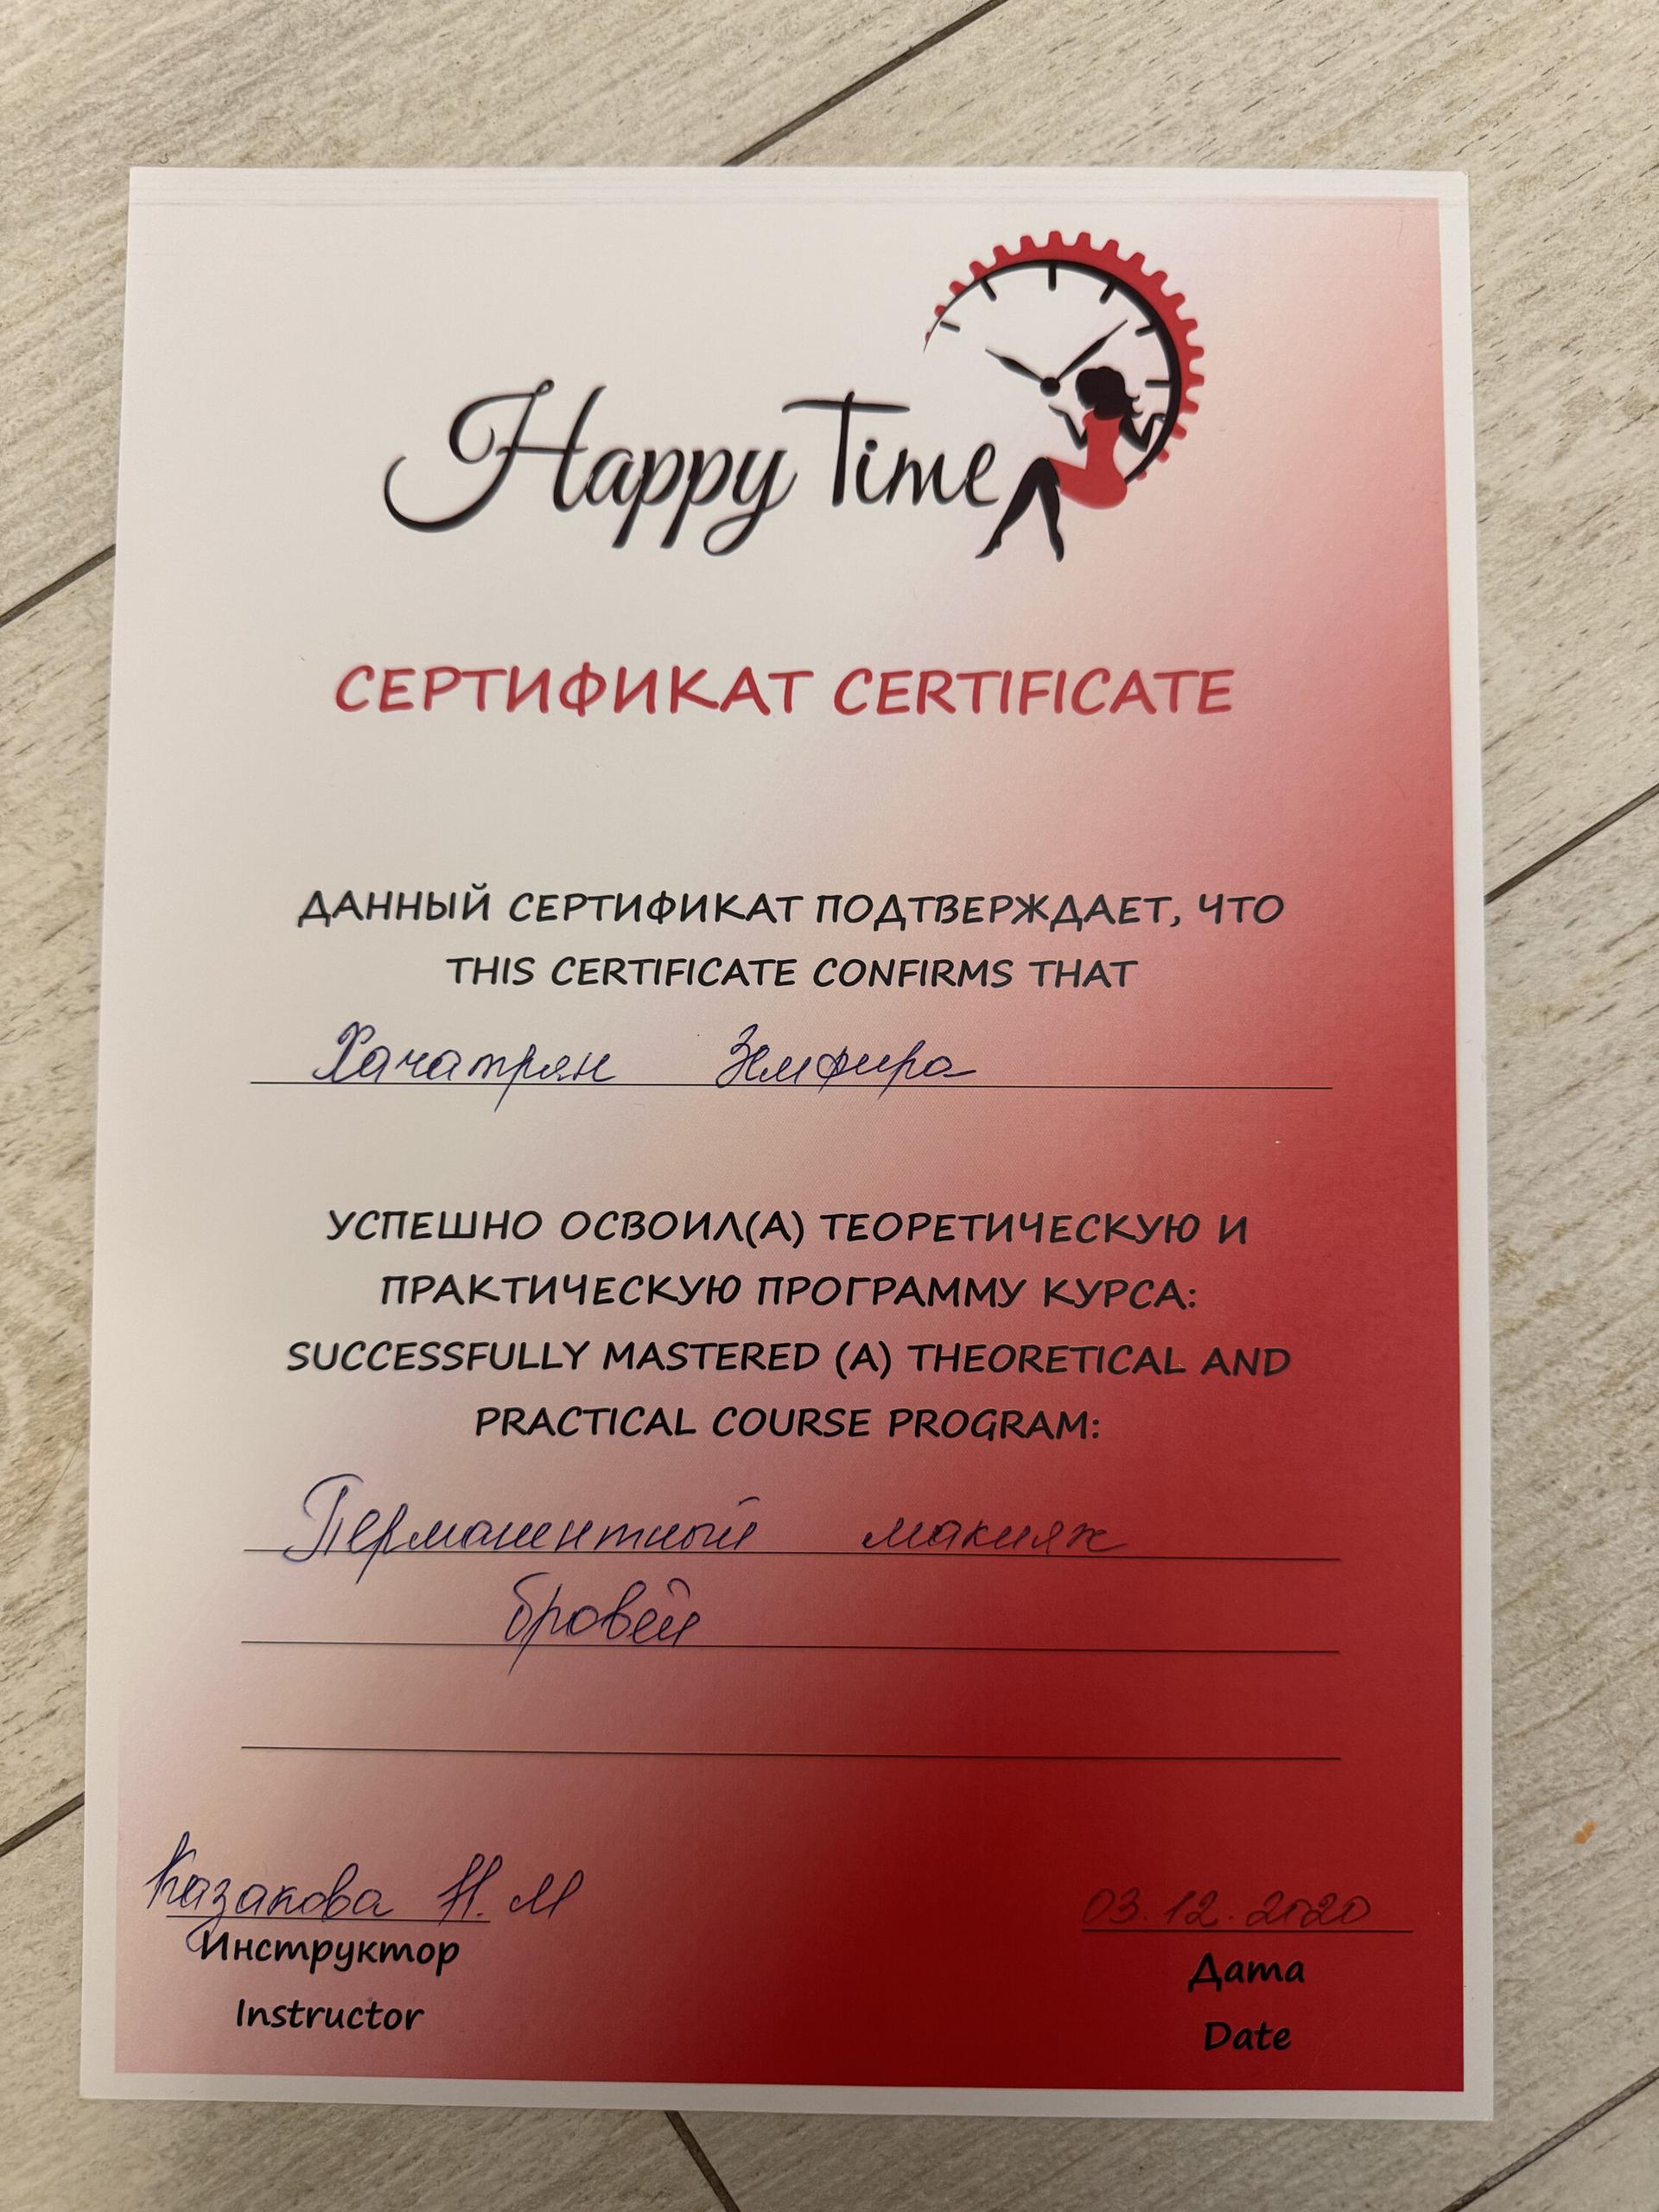 Happy Time
СЕРТИФИКАТ CERTIFICATE
ДАННЫЙ СЕРТИФИКАТ ПОДТВЕРЖДАЕТ, ЧТО
THIS CERTIFICATE CONFIRMS THAT
Хачатрян Земфира
УСПЕШНО ОСВОИЛ(А) ТЕОРЕТИЧЕСКУЮ И
ПРАКТИЧЕСКУЮ ПРОГРАММУ КУРСА:
SUCCESSFULLY MASTERED (A) THEORETICAL AND
PRACTICAL COURSE PROGRAM:
Перманентный макияж
бровей
Казакова Н.М
03.12.2020
Инструктор
Дата
Instructor
Date